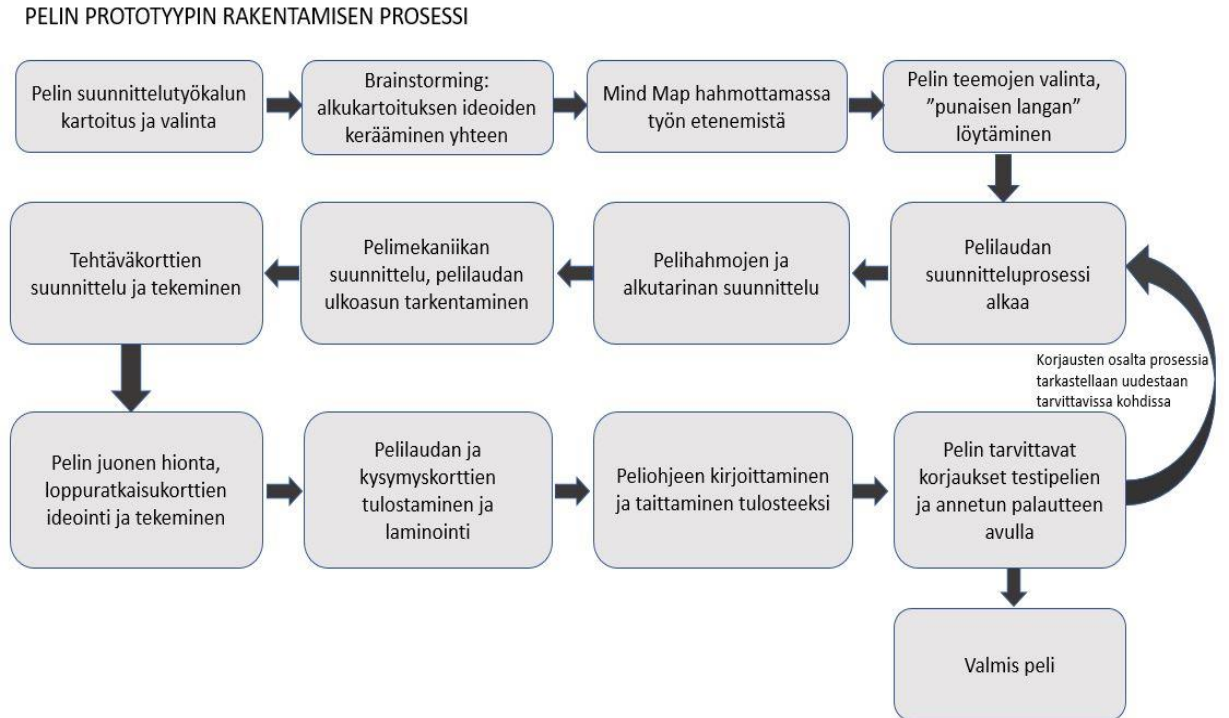 PELIN PROTOTYYPIN RAKENTAMISEN PROSESSI
Pelin suunnittelutyökalun
kartoitus ja valinta
Brainstorming:
alkukartoituksen ideoiden
kerääminen yhteen
Mind Map hahmottamassa
työn etenemistä
Pelin teemojen valinta,
”punaisen langan”
löytäminen
Pelilaudan
suunnitteluprosessi
alkaa
Pelihahmojen ja
alkutarinan suunnittelu
Pelimekaniikan
suunnittelu, pelilaudan
ulkoasun tarkentaminen
Tehtäväkorttien
suunnittelu ja tekeminen
Pelin juonen hionta,
loppuratkaisukorttien
ideointi ja tekeminen
Pelilaudan ja
kysymyskorttien
tulostaminen ja
laminointi
Peliohjeen kirjoittaminen
ja taittaminen tulosteeksi
Pelin tarvittavat
korjaukset testipelien
ja annetun palautteen
avulla
Korjausten osalta prosessia
tarkastellaan uudestaan
tarvittavissa kohdissa
Valmis peli